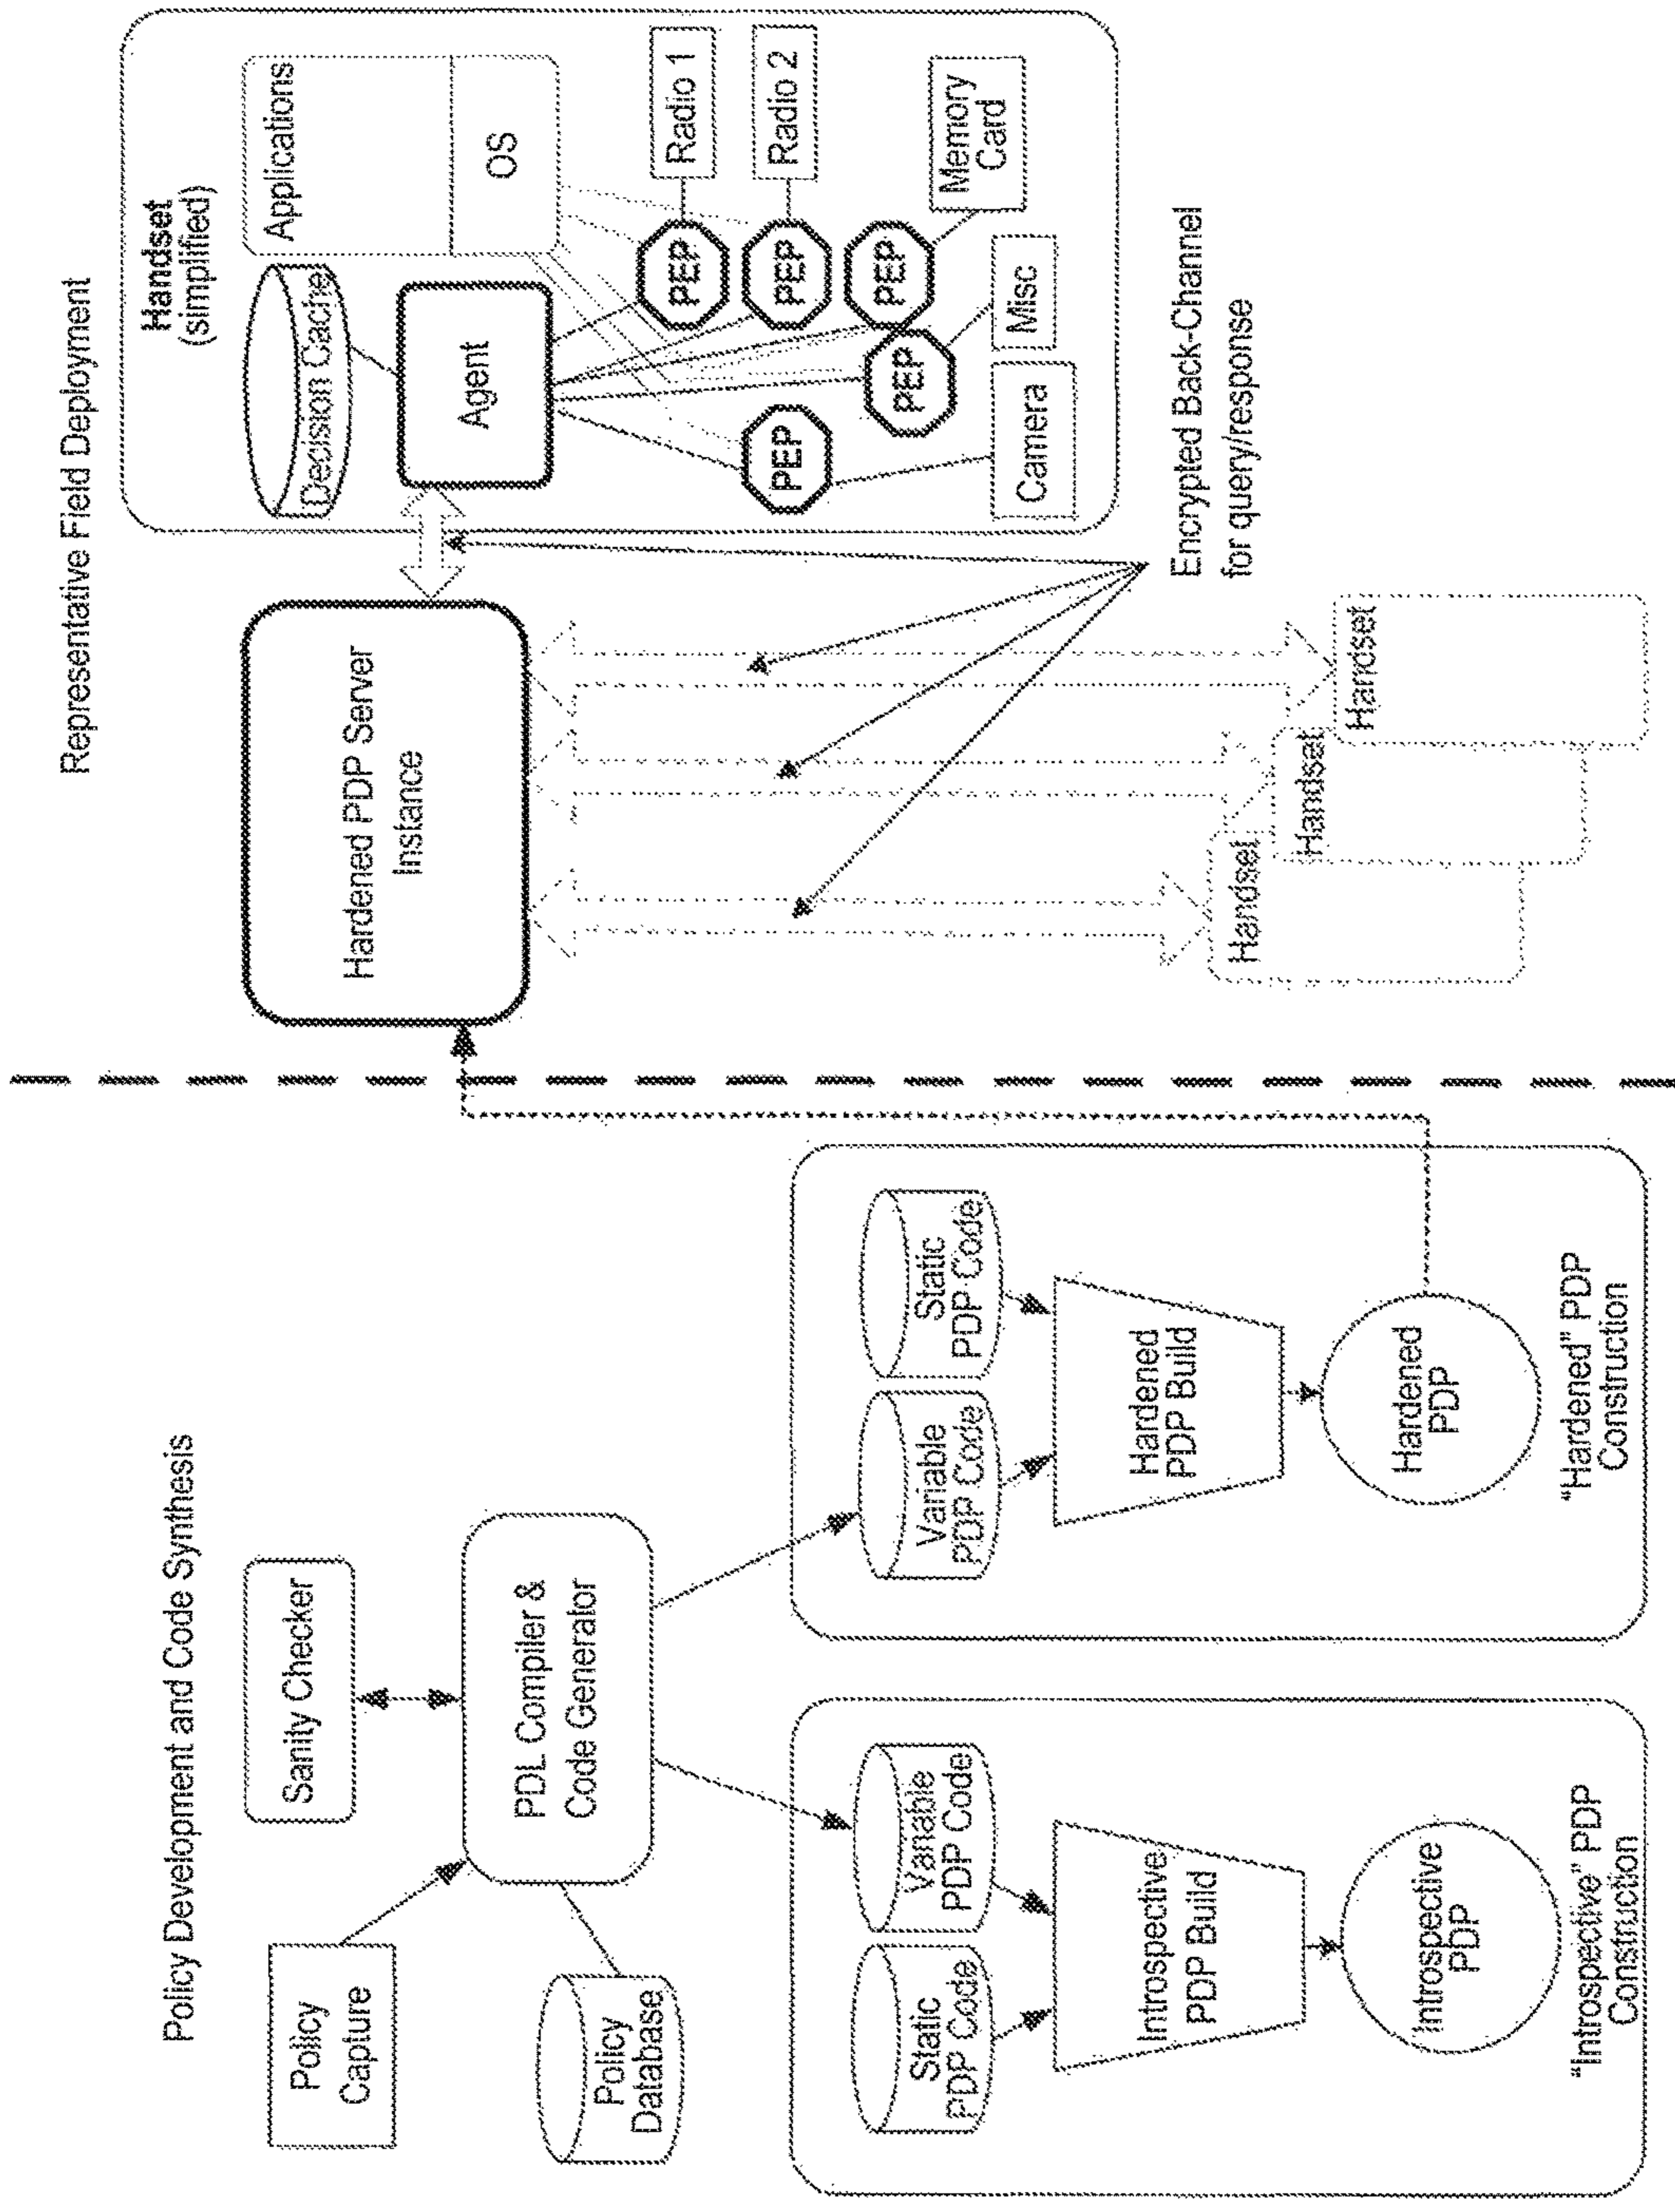 Policy Development and Code Synthesis
Policy
Capture
Sanity Checker
Policy
Database
PDL Compiler &
Code Generator
Static
PDP Code
Variable
PDP Code
Introspective
PDP Build
Introspective
PDP
"Introspective" PDP
Construction
Variable
PDP Code
Static
PDP Code
Hardened
PDP Build
Hardened
PDP
"Hardened" PDP
Construction
Representative Field Deployment
Hardened PDP Server
Instance
Handset
(simplified)
Decision Cache
Applications
OS
Agent
PEP
PEP
PEP
PEP
PEP
Radio 1
Radio 2
Memory
Card
Misc
Camera
Encrypted Back-Channel
for query/response
Handset
Handset
Handset